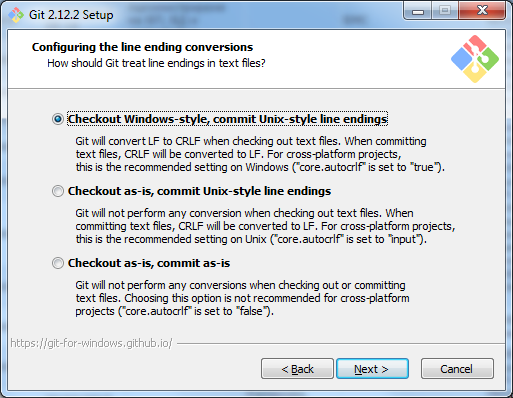 Git 2.12.2 Setup
Configuring the line ending conversions
How should Git treat line endings in text files?
Checkout Windows-style, commit Unix-style line endings
Git will convert LF to CRLF when checking out text files. When committing
text files, CRLF will be converted to LF. For cross-platform projects,
this is the recommended setting on Windows ("core.autocrlf" is set to "true").
Checkout as-is, commit Unix-style line endings
Git will not perform any conversion when checking out text files. When
committing text files, CRLF will be converted to LF. For cross-platform projects,
this is the recommended setting on Unix ("core.autocrlf" is set to "input").
Checkout as-is, commit as-is
Git will not perform any conversions when checking out or committing
text files. Choosing this option is not recommended for cross-platform
projects ("core.autocrlf" is set to "false").
https://git-for-windows.github.io/
< Back
Next >
Cancel